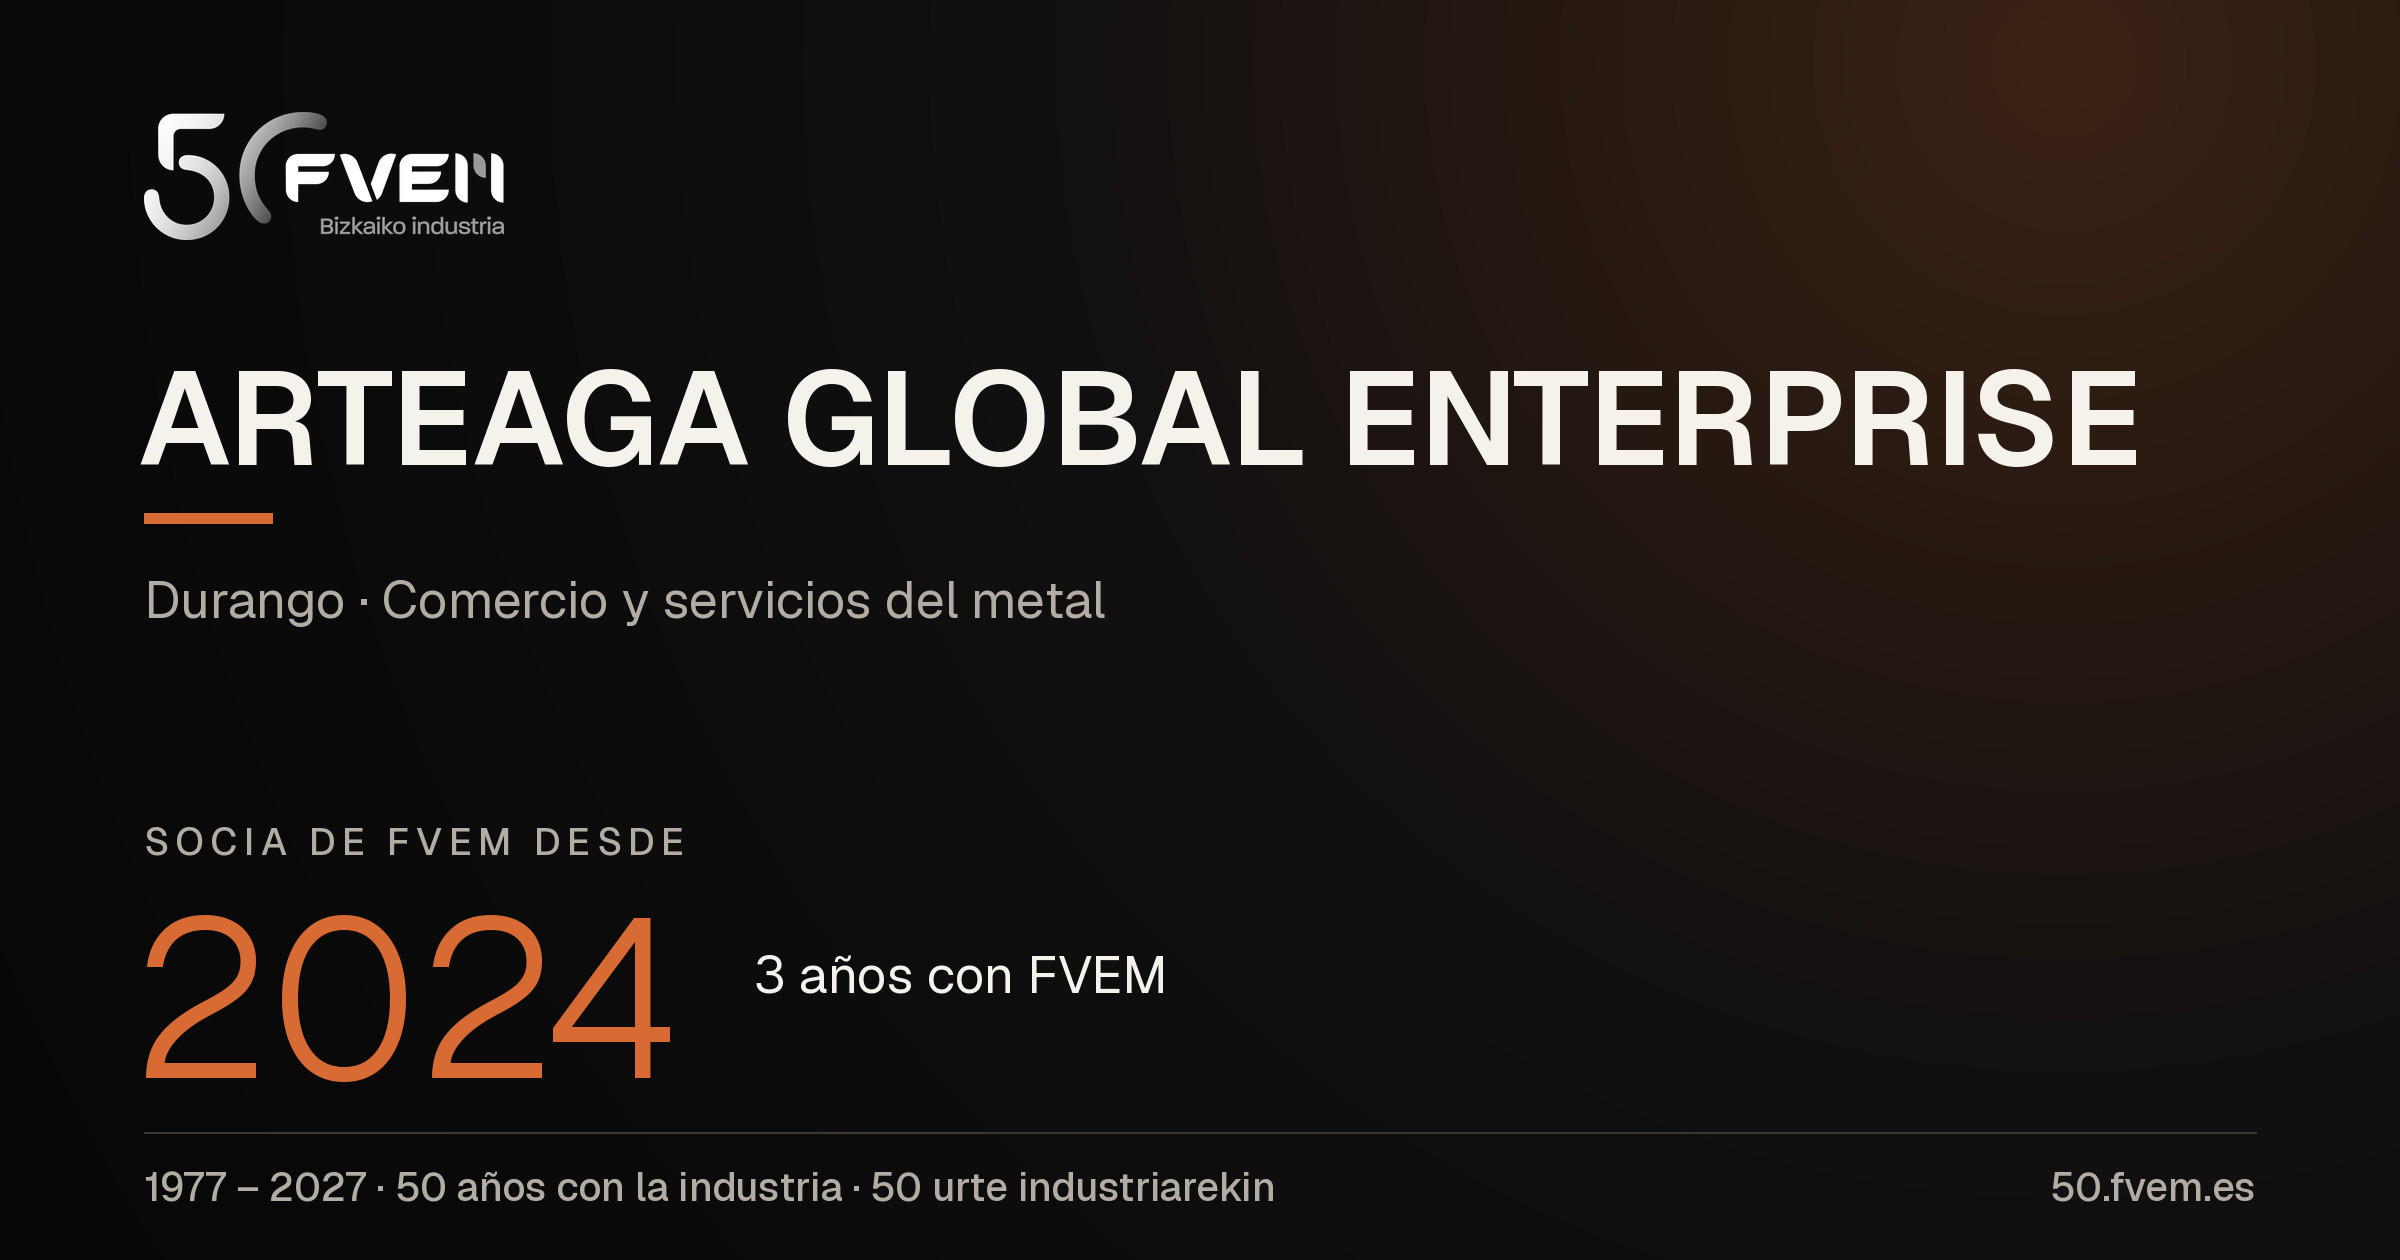 50 FVEM
Bizkaiko industria
ARTEAGA GLOBAL ENTERPRISE
Durango · Comercio y servicios del metal
SOCIA DE FVEM DESDE
2024
3 años con FVEM
1977 – 2027 · 50 años con la industria · 50 urte industriarekin
50.fvem.es